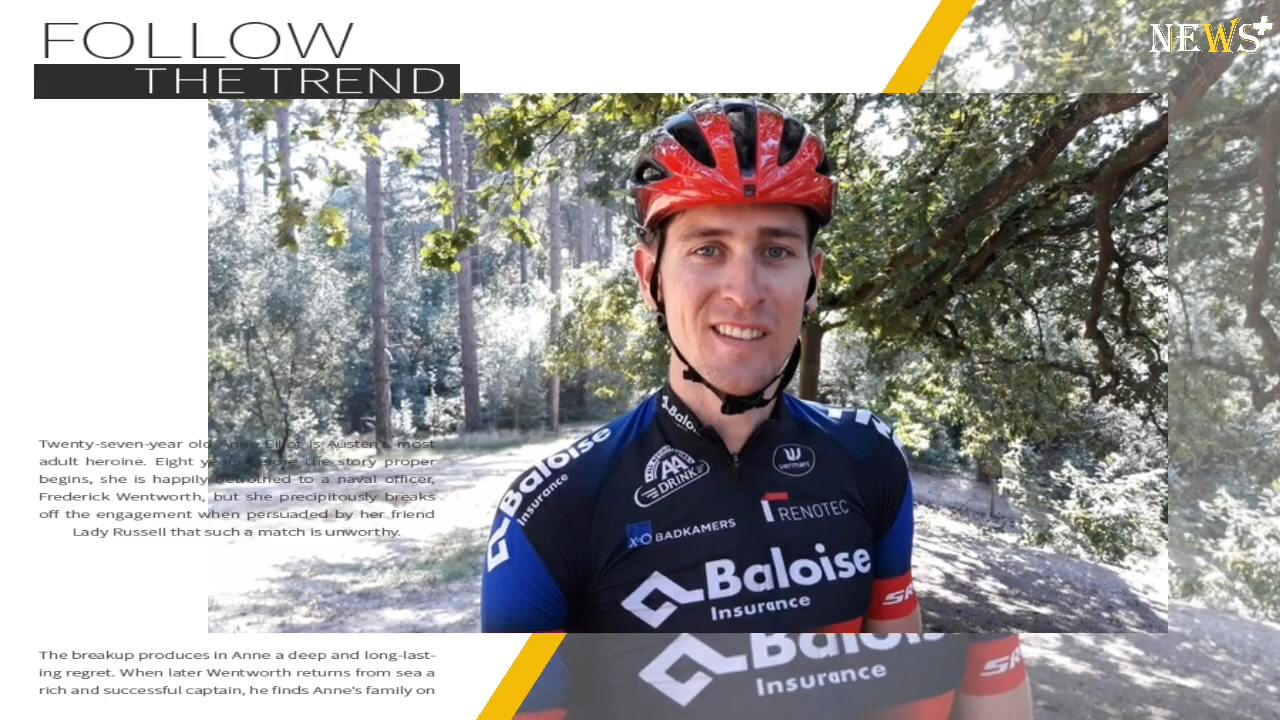 FOLLOW
THE TREND
NEWS+
Twenty-seven-year old Anne Elliot is Austen's most
adult heroine. Eight years before the story proper
begins, she is happily betrothed to a naval officer,
Frederick Wentworth, but she precipitously breaks
off the engagement when persuaded by her friend
Lady Russell that such a match is unworthy.
The breakup produces in Anne a deep and long-last-
ing regret. When later Wentworth returns from sea a
rich and successful captain, he finds Anne's family on
Baloise
Insurance
Baloi
AA
DRINK
vermarc
RENOTEC
X²O BADKAMERS
Baloise
Insurance
Baloise
Insurance